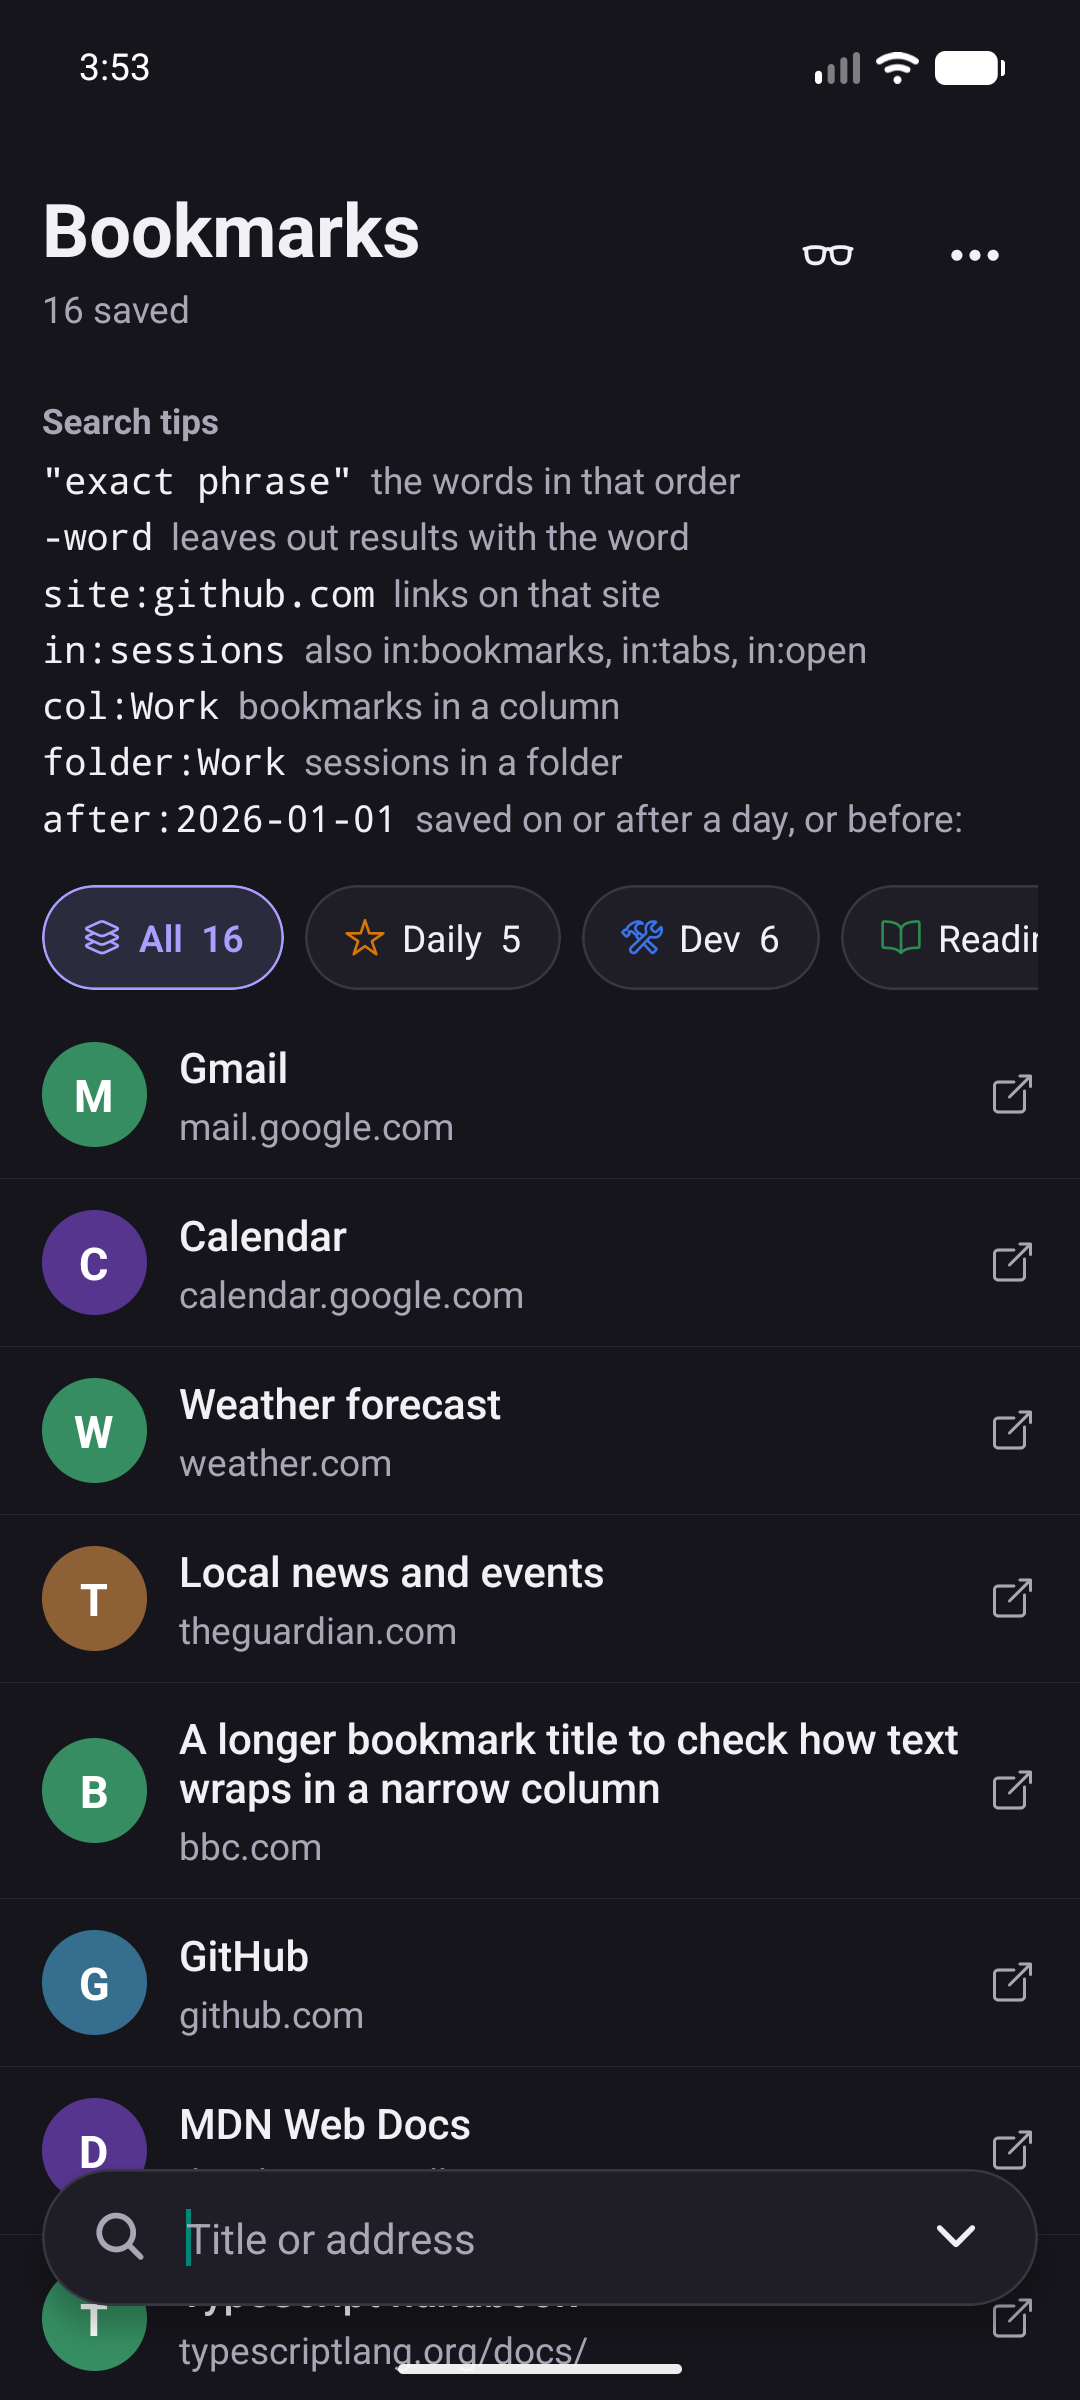 3:53
Bookmarks
16 saved
Search tips
"exact phrase" the words in that order
-word leaves out results with the word
site:github.com links on that site
in:sessions also in:bookmarks, in:tabs, in:open
col:Work bookmarks in a column
folder:Work sessions in a folder
after:2026-01-01 saved on or after a day, or before:
All 16 Daily 5 Dev 6 Readin
M
Gmail
mail.google.com
C
Calendar
calendar.google.com
W
Weather forecast
weather.com
T
Local news and events
theguardian.com
B
A longer bookmark title to check how text
wraps in a narrow column
bbc.com
G
GitHub
github.com
D
MDN Web Docs
Title or address
T
typescriptlang.org/docs/